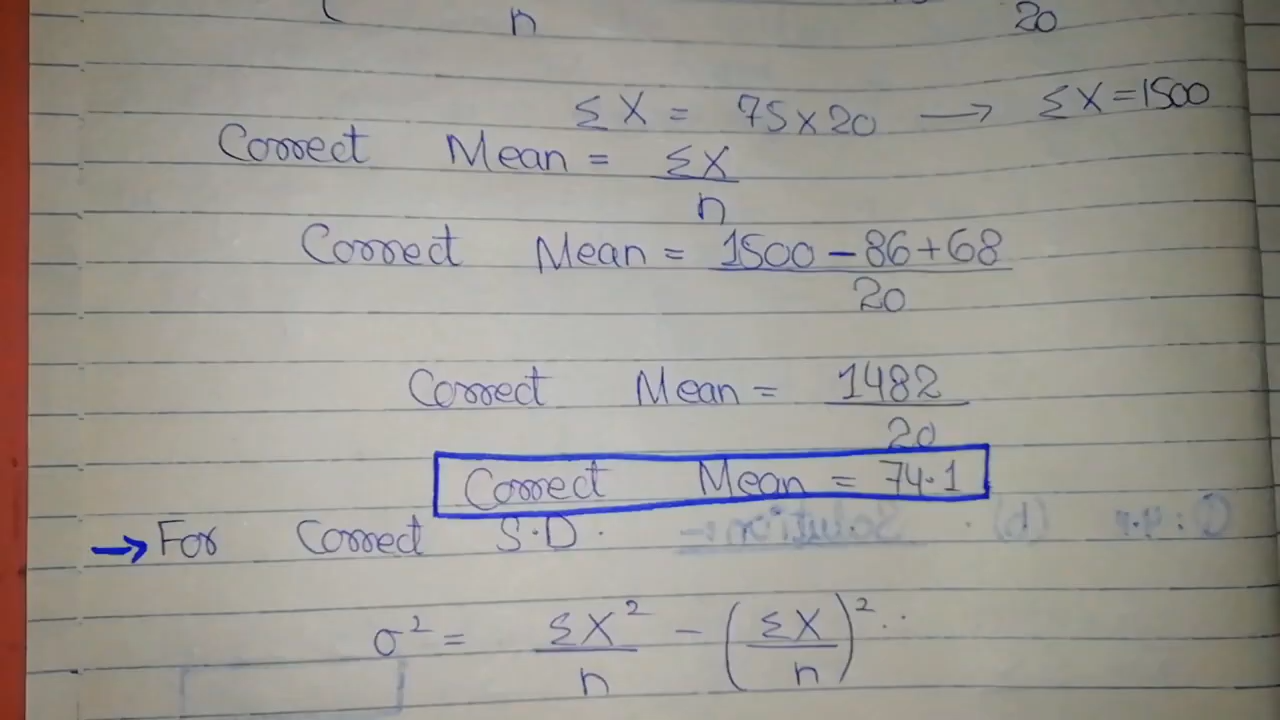 n 20
ΣX = 75×20 → ΣX=1500
Correct Mean = ΣX
n
Correct Mean = 1500 - 86+68
20
Correct Mean = 1482
20
Correct Mean = 74.1
→ For Correct S.D.
σ² = ΣX² - (ΣX)²
n n